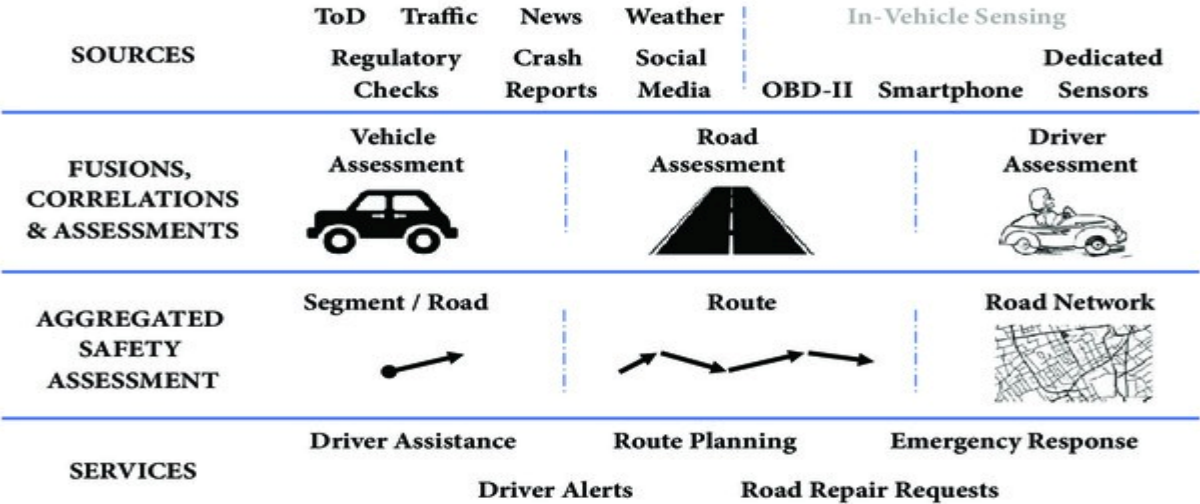 ToD Traffic News Weather In-Vehicle Sensing
SOURCES
Regulatory Checks
Crash Reports
Social Media
OBD-II Smartphone
Dedicated Sensors
FUSIONS,
CORRELATIONS
& ASSESSMENTS
Vehicle
Assessment
Road
Assessment
Driver
Assessment
AGGREGATED
SAFETY
ASSESSMENT
Segment / Road
Route
Road Network
SERVICES
Driver Assistance Route Planning Emergency Response
Driver Alerts Road Repair Requests